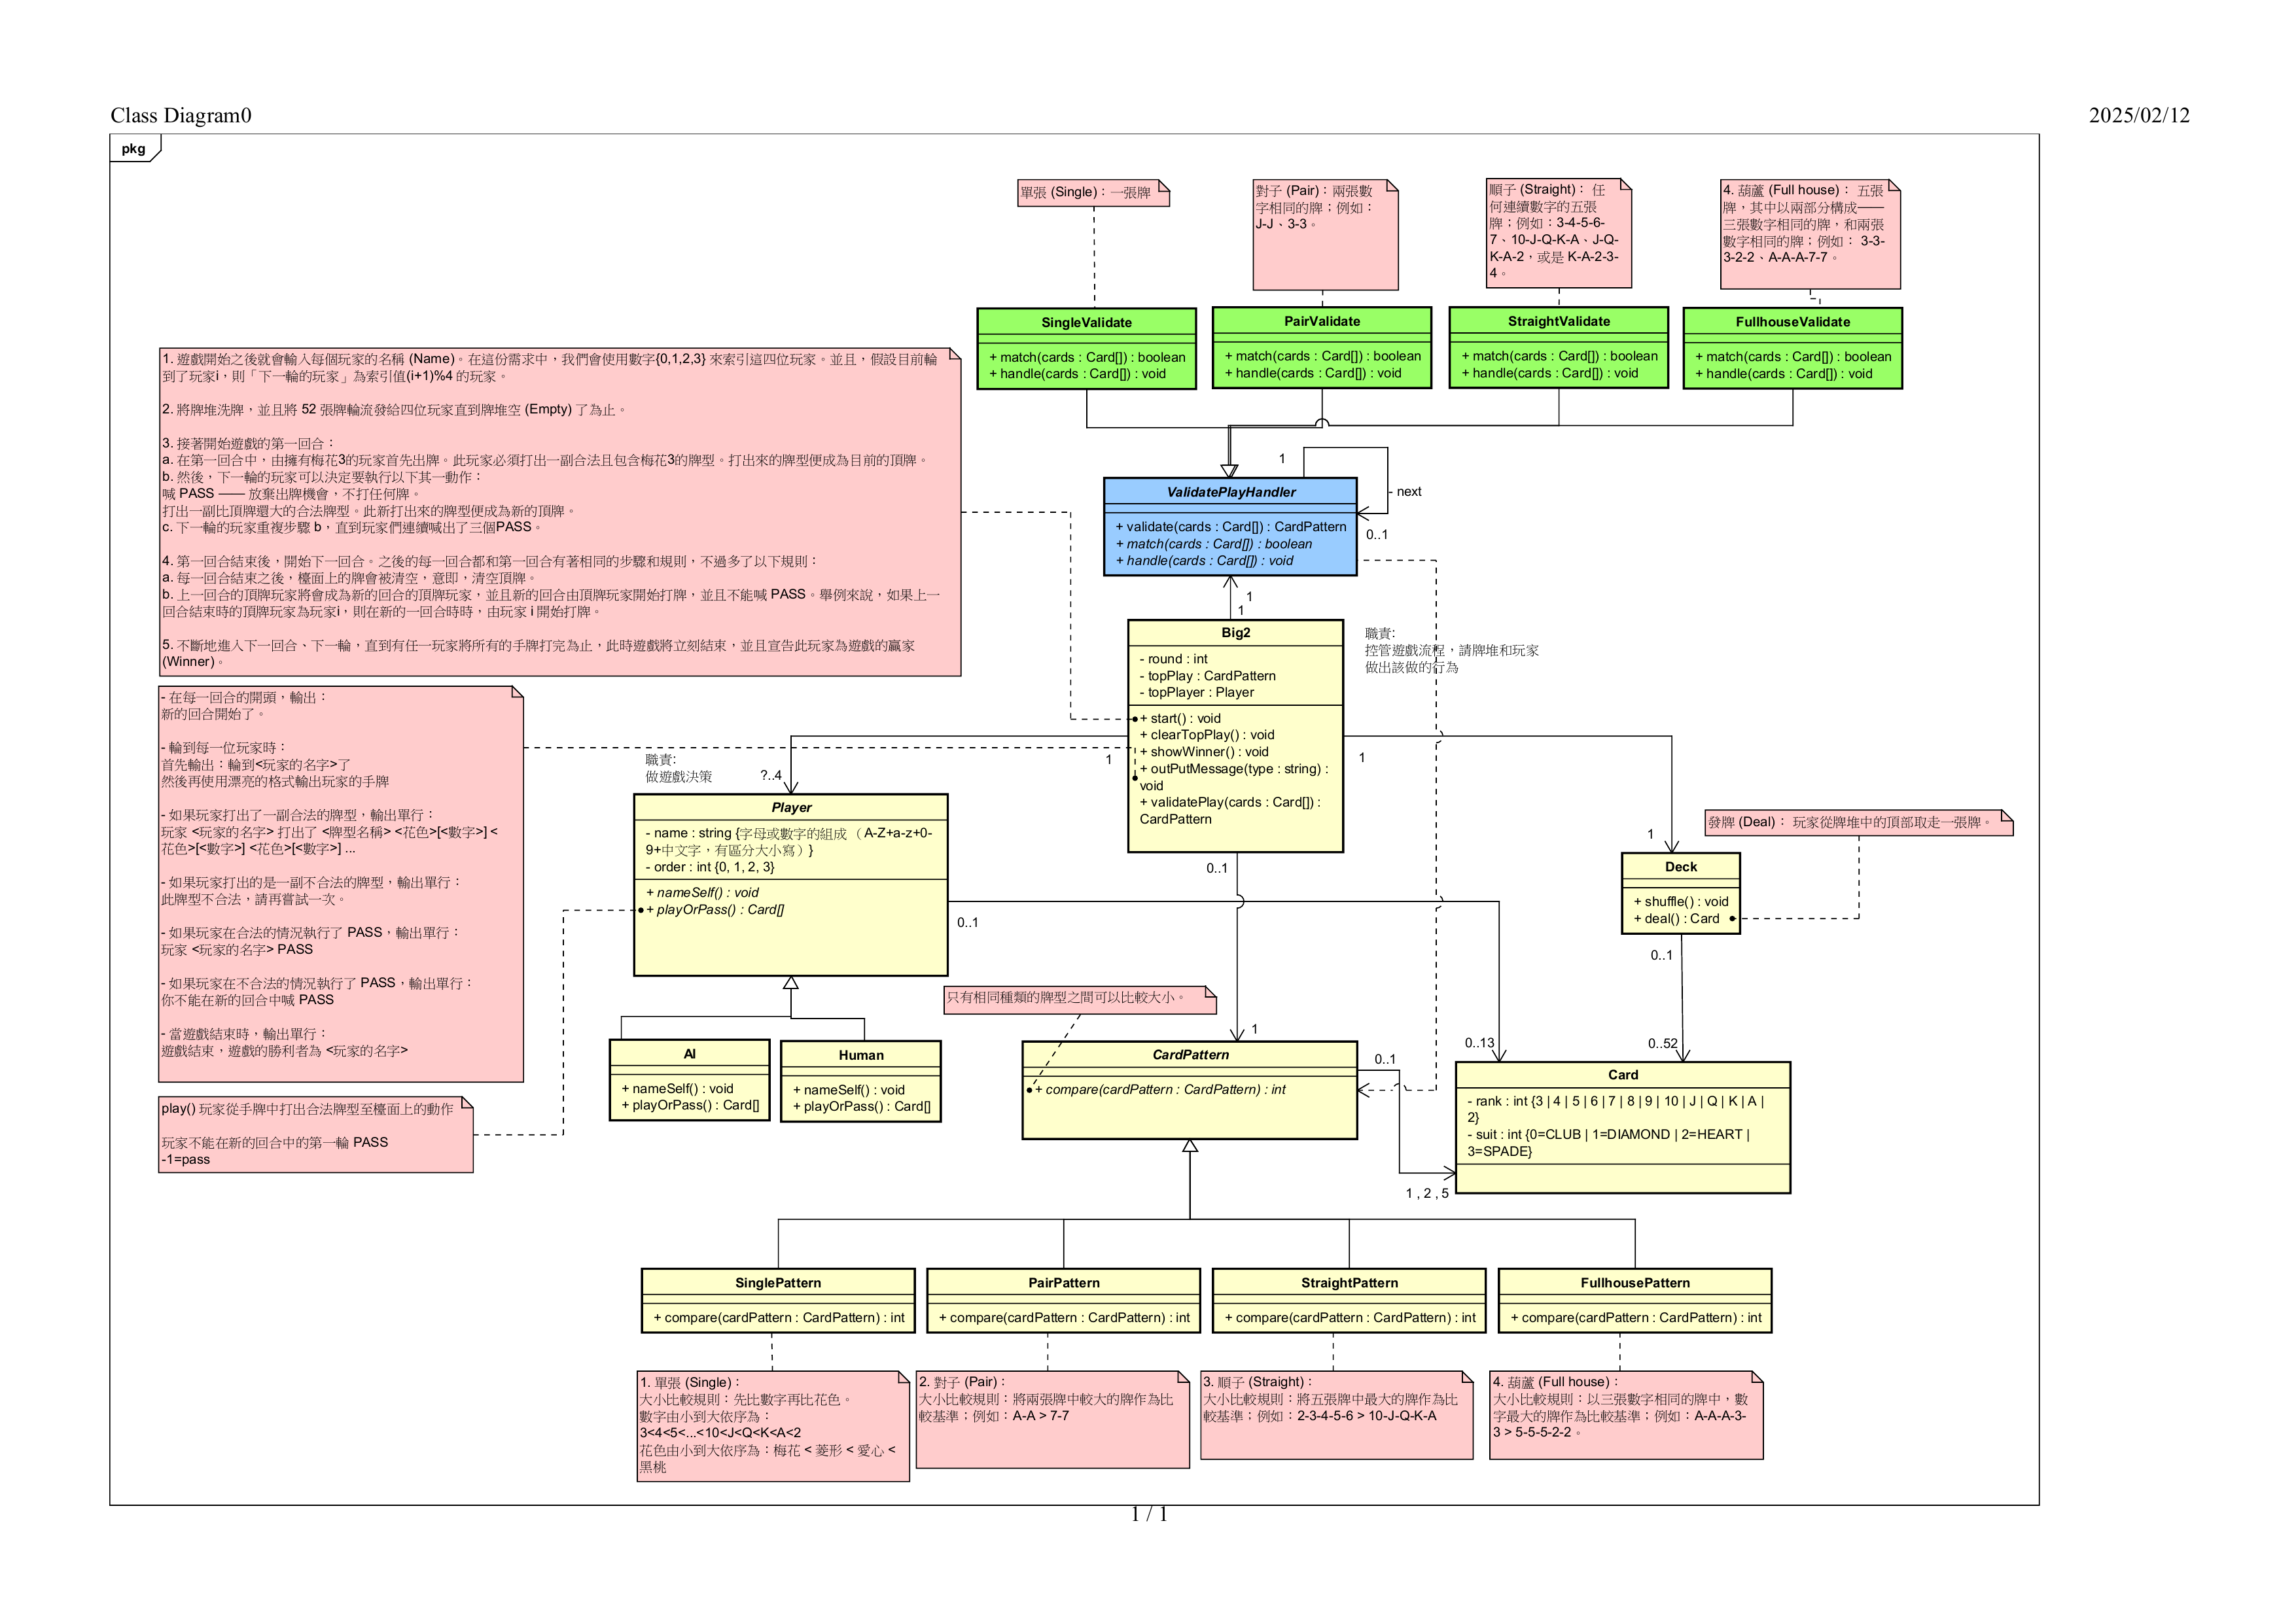 Class Diagram0
2025/02/12
pkg
單張 (Single)：一張牌
對子 (Pair)：兩張數
字相同的牌；例如：
J-J、3-3。
順子 (Straight)： 任
何連續數字的五張
牌；例如：3-4-5-6-
7、10-J-Q-K-A、J-Q-
K-A-2，或是 K-A-2-3-
4。
4. 葫蘆 (Full house)： 五張
牌，其中以兩部分構成——
三張數字相同的牌，和兩張
數字相同的牌；例如： 3-3-
3-2-2、A-A-A-7-7。
SingleValidate
+ match(cards : Card[]) : boolean
+ handle(cards : Card[]) : void
PairValidate
+ match(cards : Card[]) : boolean
+ handle(cards : Card[]) : void
StraightValidate
+ match(cards : Card[]) : boolean
+ handle(cards : Card[]) : void
FullhouseValidate
+ match(cards : Card[]) : boolean
+ handle(cards : Card[]) : void
1. 遊戲開始之後就會輸入每個玩家的名稱 (Name)。在這份需求中，我們會使用數字{0,1,2,3} 來索引這四位玩家。並且，假設目前輪
到了玩家i，則「下一輪的玩家」為索引值(i+1)%4 的玩家。
2. 將牌堆洗牌，並且將 52 張牌輪流發給四位玩家直到牌堆空 (Empty) 了為止。
3. 接著開始遊戲的第一回合：
a. 在第一回合中，由擁有梅花3的玩家首先出牌。此玩家必須打出一副合法且包含梅花3的牌型。打出來的牌型便成為目前的頂牌。
b. 然後，下一輪的玩家可以決定要執行以下其一動作：
喊 PASS —— 放棄出牌機會，不打任何牌。
打出一副比頂牌還大的合法牌型。此新打出來的牌型便成為新的頂牌。
c. 下一輪的玩家重複步驟 b，直到玩家們連續喊出了三個PASS。
4. 第一回合結束後，開始下一回合。之後的每一回合都和第一回合有著相同的步驟和規則，不過多了以下規則：
a. 每一回合結束之後，檯面上的牌會被清空，意即，清空頂牌。
b. 上一回合的頂牌玩家將會成為新的回合的頂牌玩家，並且新的回合由頂牌玩家開始打牌，並且不能喊 PASS。舉例來說，如果上一
回合結束時的頂牌玩家為玩家i，則在新的一回合時時，由玩家 i 開始打牌。
5. 不斷地進入下一回合、下一輪，直到有任一玩家將所有的手牌打完為止，此時遊戲將立刻結束，並且宣告此玩家為遊戲的贏家
(Winner)。
1
- next
0..1
ValidatePlayHandler
+ validate(cards : Card[]) : CardPattern
+ match(cards : Card[]) : boolean
+ handle(cards : Card[]) : void
1
1
Big2
- round : int
- topPlay : CardPattern
- topPlayer : Player
+ start() : void
+ clearTopPlay() : void
+ showWinner() : void
+ outPutMessage(type : string) :
void
+ validatePlay(cards : Card[]) :
CardPattern
職責:
控管遊戲流程，請牌堆和玩家
做出該做的行為
- 在每一回合的開頭，輸出：
新的回合開始了。
- 輪到每一位玩家時：
首先輸出：輪到<玩家的名字>了
然後再使用漂亮的格式輸出玩家的手牌
- 如果玩家打出了一副合法的牌型，輸出單行：
玩家 <玩家的名字> 打出了 <牌型名稱> <花色>[<數字>] <
花色>[<數字>] <花色>[<數字>] ...
- 如果玩家打出的是一副不合法的牌型，輸出單行：
此牌型不合法，請再嘗試一次。
- 如果玩家在合法的情況執行了 PASS，輸出單行：
玩家 <玩家的名字> PASS
- 如果玩家在不合法的情況執行了 PASS，輸出單行：
你不能在新的回合中喊 PASS
- 當遊戲結束時，輸出單行：
遊戲結束，遊戲的勝利者為 <玩家的名字>
職責:
做遊戲決策
?..4
1
1
Player
- name : string {字母或數字的組成 （A-Z+a-z+0-
9+中文字，有區分大小寫）}
- order : int {0, 1, 2, 3}
+ nameSelf() : void
+ playOrPass() : Card[]
發牌 (Deal)： 玩家從牌堆中的頂部取走一張牌。
1
Deck
+ shuffle() : void
+ deal() : Card
0..1
0..1
0..1
只有相同種類的牌型之間可以比較大小。
AI
+ nameSelf() : void
+ playOrPass() : Card[]
Human
+ nameSelf() : void
+ playOrPass() : Card[]
1
CardPattern
+ compare(cardPattern : CardPattern) : int
0..1
0..13
0..52
Card
- rank : int {3 | 4 | 5 | 6 | 7 | 8 | 9 | 10 | J | Q | K | A |
2}
- suit : int {0=CLUB | 1=DIAMOND | 2=HEART |
3=SPADE}
1 , 2 , 5
play() 玩家從手牌中打出合法牌型至檯面上的動作
玩家不能在新的回合中的第一輪 PASS
-1=pass
SinglePattern
+ compare(cardPattern : CardPattern) : int
PairPattern
+ compare(cardPattern : CardPattern) : int
StraightPattern
+ compare(cardPattern : CardPattern) : int
FullhousePattern
+ compare(cardPattern : CardPattern) : int
1. 單張 (Single)：
大小比較規則：先比數字再比花色。
數字由小到大依序為：
3<4<5<...<10<J<Q<K<A<2
花色由小到大依序為：梅花 < 菱形 < 愛心 <
黑桃
2. 對子 (Pair)：
大小比較規則：將兩張牌中較大的牌作為比
較基準；例如：A-A > 7-7
3. 順子 (Straight)：
大小比較規則：將五張牌中最大的牌作為比
較基準；例如：2-3-4-5-6 > 10-J-Q-K-A
4. 葫蘆 (Full house)：
大小比較規則：以三張數字相同的牌中，數
字最大的牌作為比較基準；例如：A-A-A-3-
3 > 5-5-5-2-2。
1 / 1